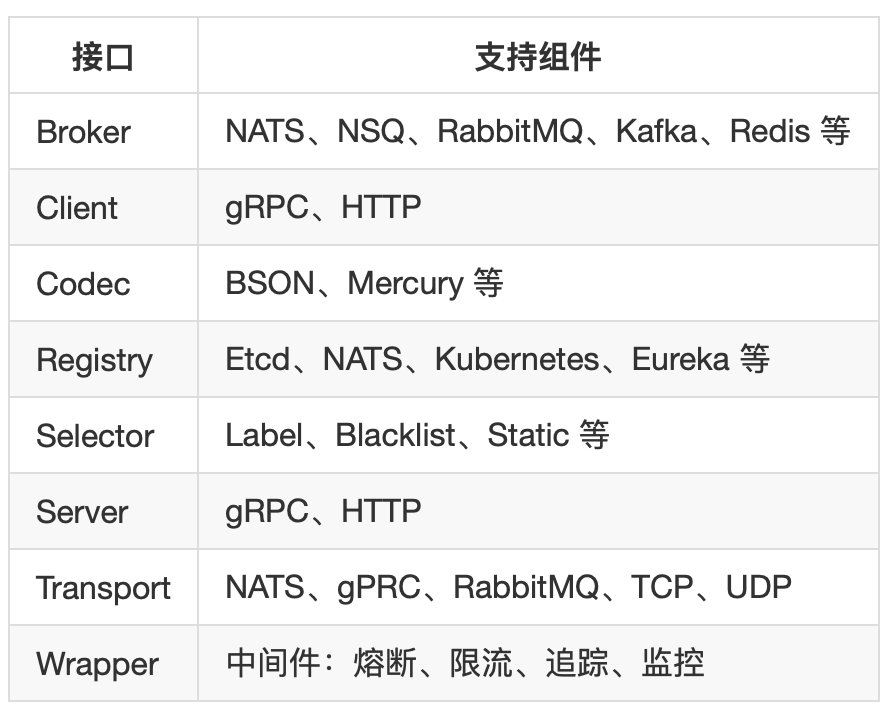 接口 支持组件
Broker NATS、NSQ、RabbitMQ、Kafka、Redis 等
Client gRPC、HTTP
Codec BSON、Mercury 等
Registry Etcd、NATS、Kubernetes、Eureka 等
Selector Label、Blacklist、Static 等
Server gRPC、HTTP
Transport NATS、gPRC、RabbitMQ、TCP、UDP
Wrapper 中间件：熔断、限流、追踪、监控